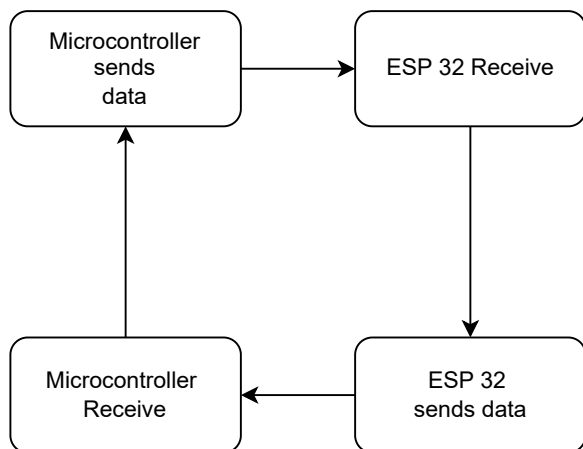 Microcontroller
sends
data
ESP 32 Receive
Microcontroller
Receive
ESP 32
sends data